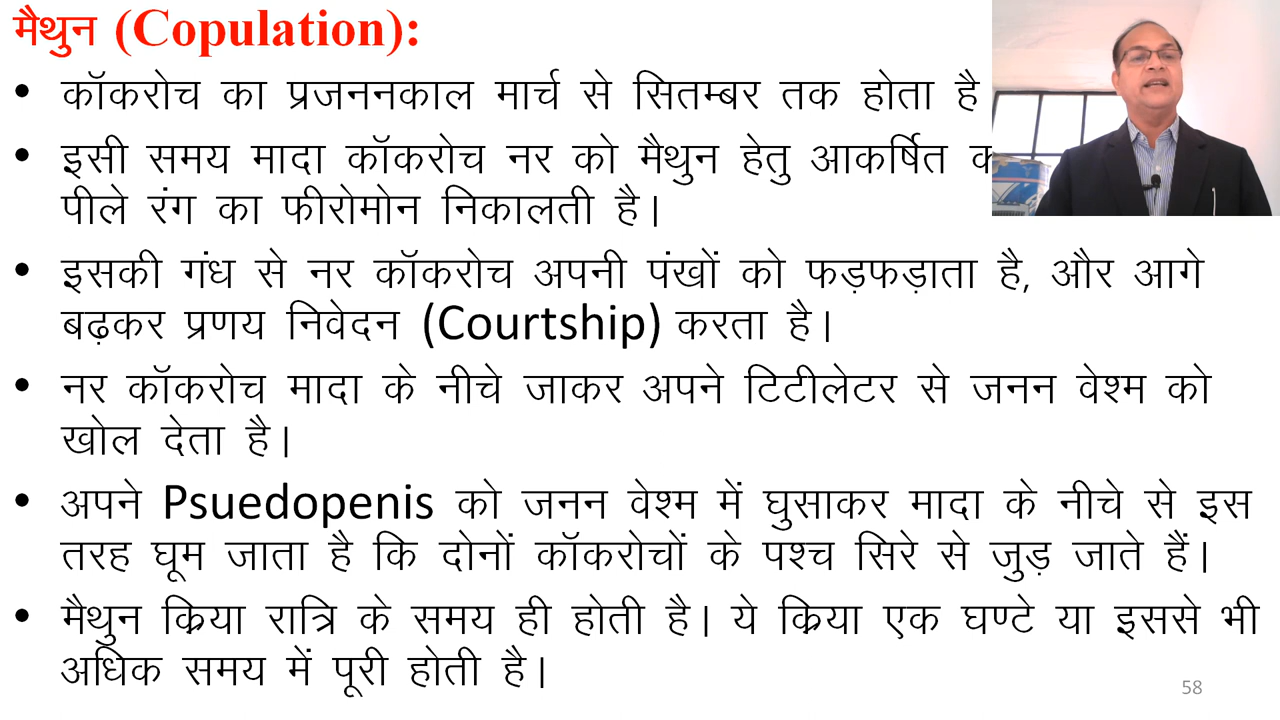 मैथुन (Copulation):
• कॉकरोच का प्रजननकाल मार्च से सितम्बर तक होता है
• इसी समय मादा कॉकरोच नर को मैथुन हेतु आकर्षित
पीले रंग का फीरोमोन निकालती है।
• इसकी गंध से नर कॉकरोच अपनी पंखों को फड़फड़ाता है, और आगे
बढ़कर प्रणय निवेदन (Courtship) करता है।
• नर कॉकरोच मादा के नीचे जाकर अपने टिटीलेटर से जनन वेश्म को
खोल देता है।
• अपने Psuedopenis को जनन वेश्म में घुसाकर मादा के नीचे से इस
तरह घूम जाता है कि दोनों कॉकरोचों के पश्च सिरे से जुड़ जाते हैं।
• मैथुन क्रिया रात्रि के समय ही होती है। ये क्रिया एक घण्टे या इससे भी
अधिक समय में पूरी होती है।
58